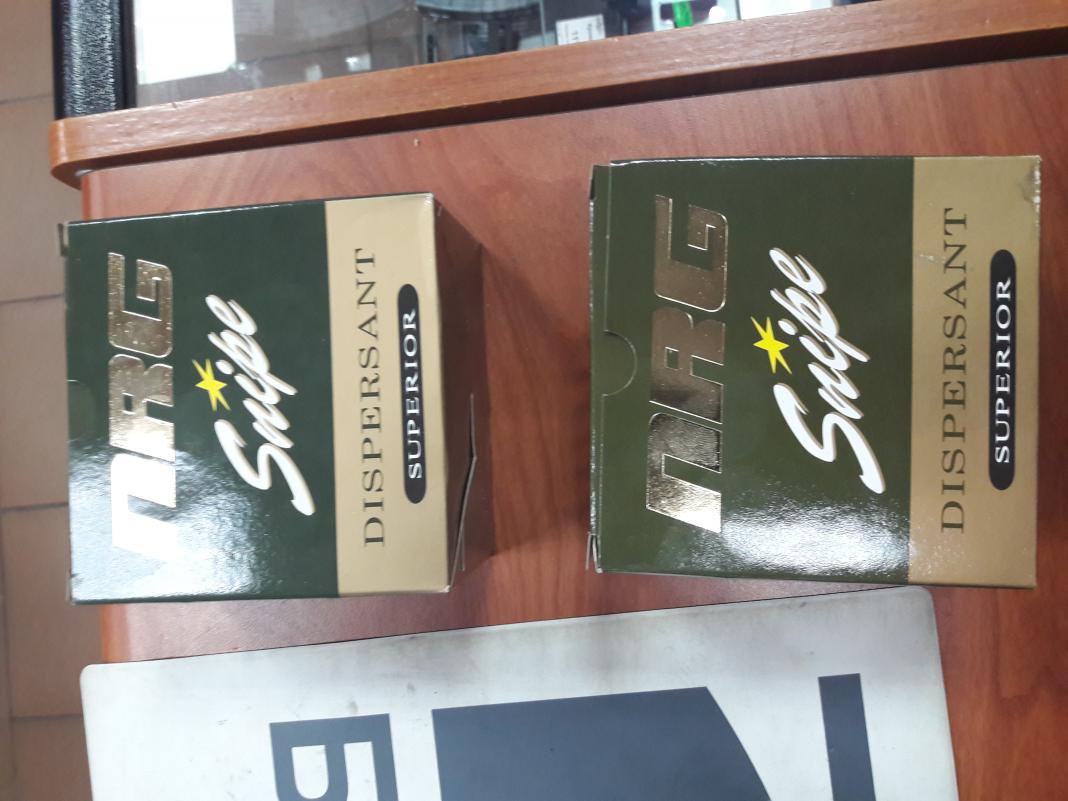 NRG
Snipe
DISPERSANT
SUPERIOR
NRG
Snipe
DISPERSANT
SUPERIOR